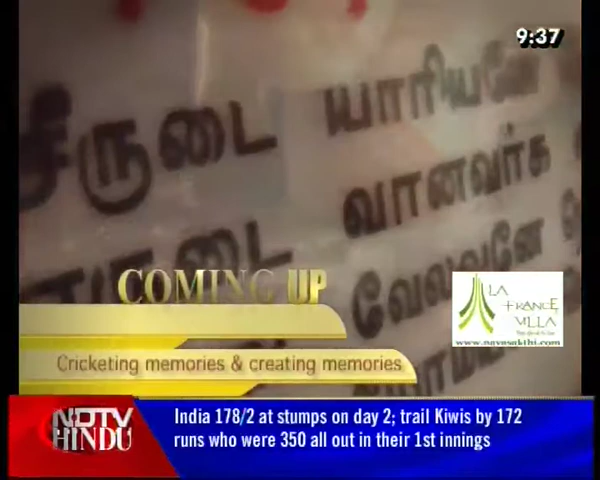 9:37
சீருடை யாரியனே
வானவர்க
வேலவனே
COMING UP
LA
FRANCE
VILLA
www.navasakthi.com
Cricketing memories & creating memories
NDTV
HINDU
India 178/2 at stumps on day 2; trail Kiwis by 172
runs who were 350 all out in their 1st innings